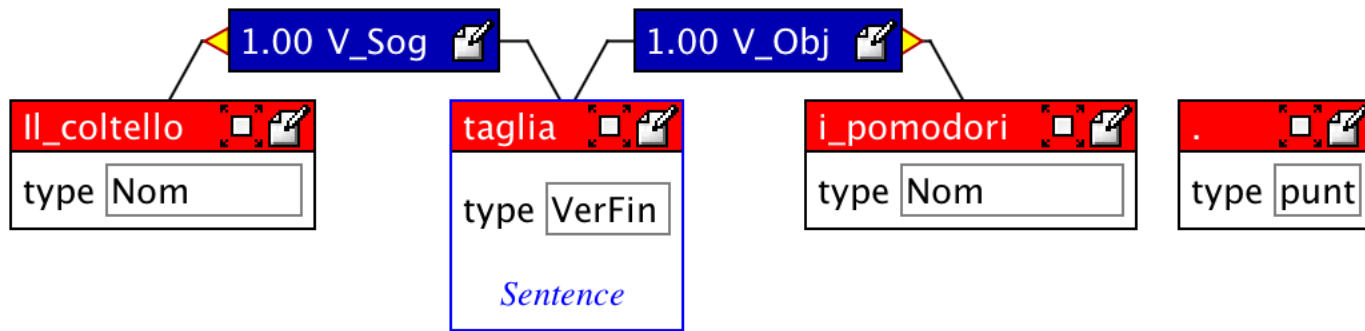 1.00 V_Sog
1.00 V_Obj
Il_coltello
taglia
i_pomodori
.
type Nom
type VerFin
type Nom
type punt
Sentence